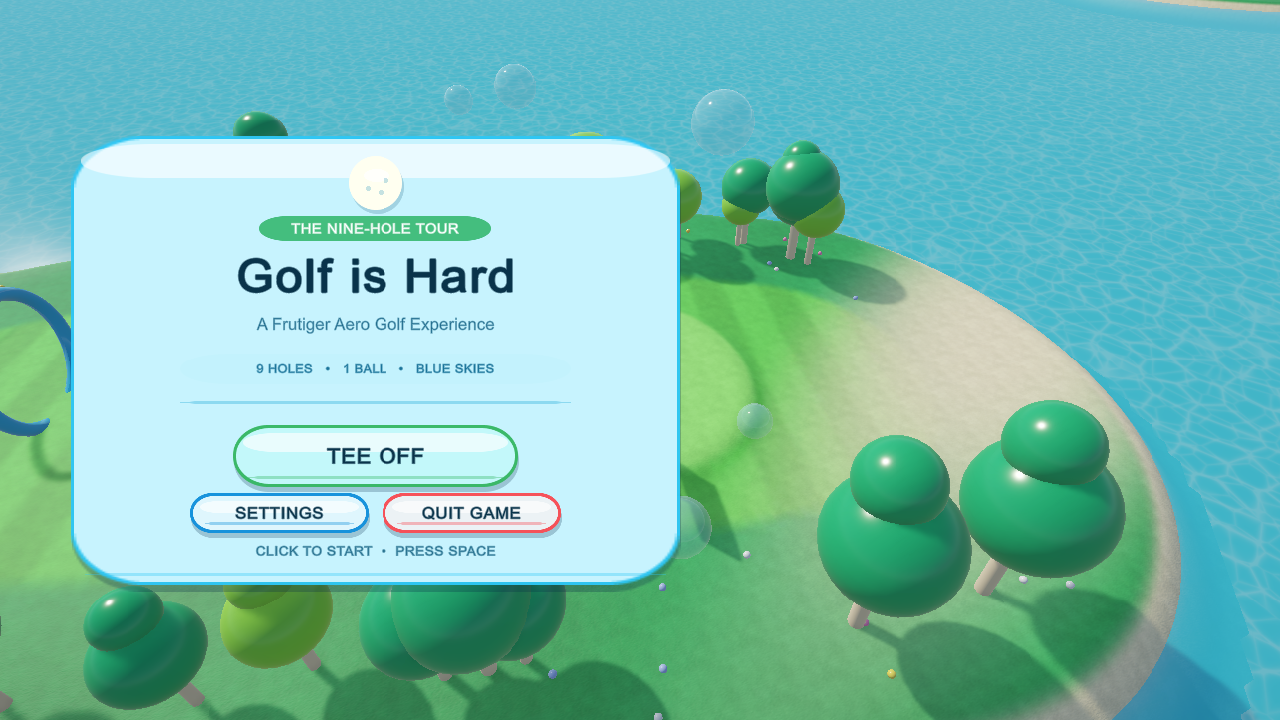 THE NINE-HOLE TOUR
Golf is Hard
A Frutiger Aero Golf Experience
9 HOLES • 1 BALL • BLUE SKIES
TEE OFF
SETTINGS QUIT GAME
CLICK TO START • PRESS SPACE